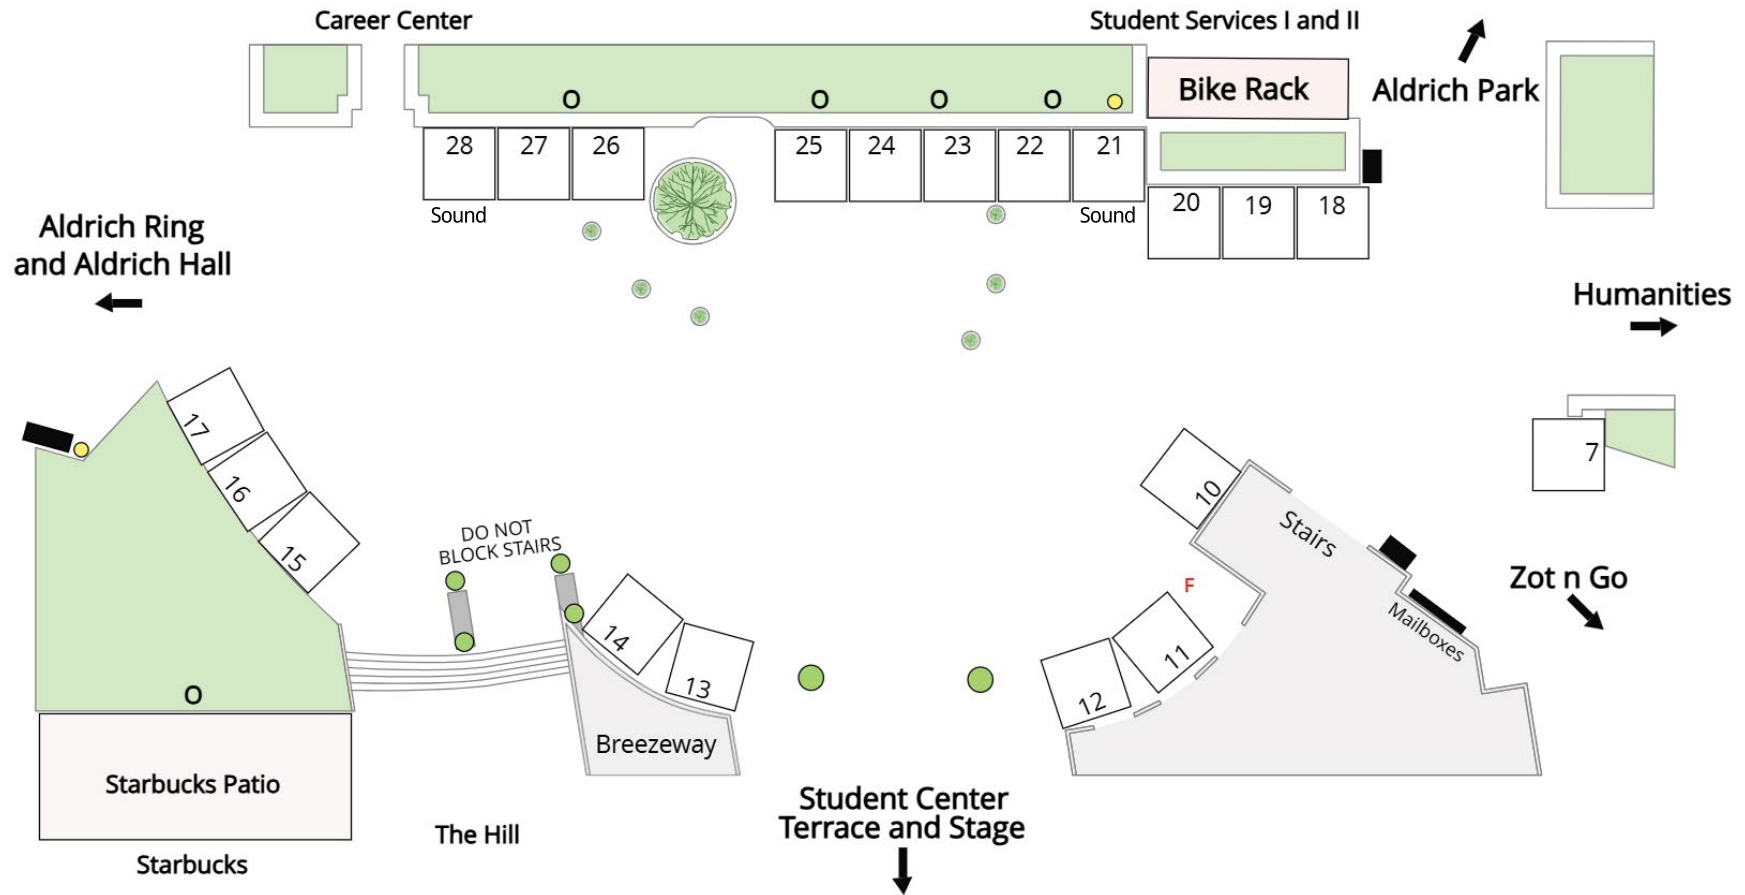 Career Center
Student Services I and II
Bike Rack
Aldrich Park
O
O
O
O
28
27
26
25
24
23
22
21
20
19
18
Sound
Sound
Aldrich Ring
and Aldrich Hall
Humanities
17
16
15
7
10
Stairs
DO NOT
BLOCK STAIRS
F
Zot n Go
Mailboxes
14
13
12
11
O
Breezeway
Starbucks Patio
Student Center
Terrace and Stage
The Hill
Starbucks